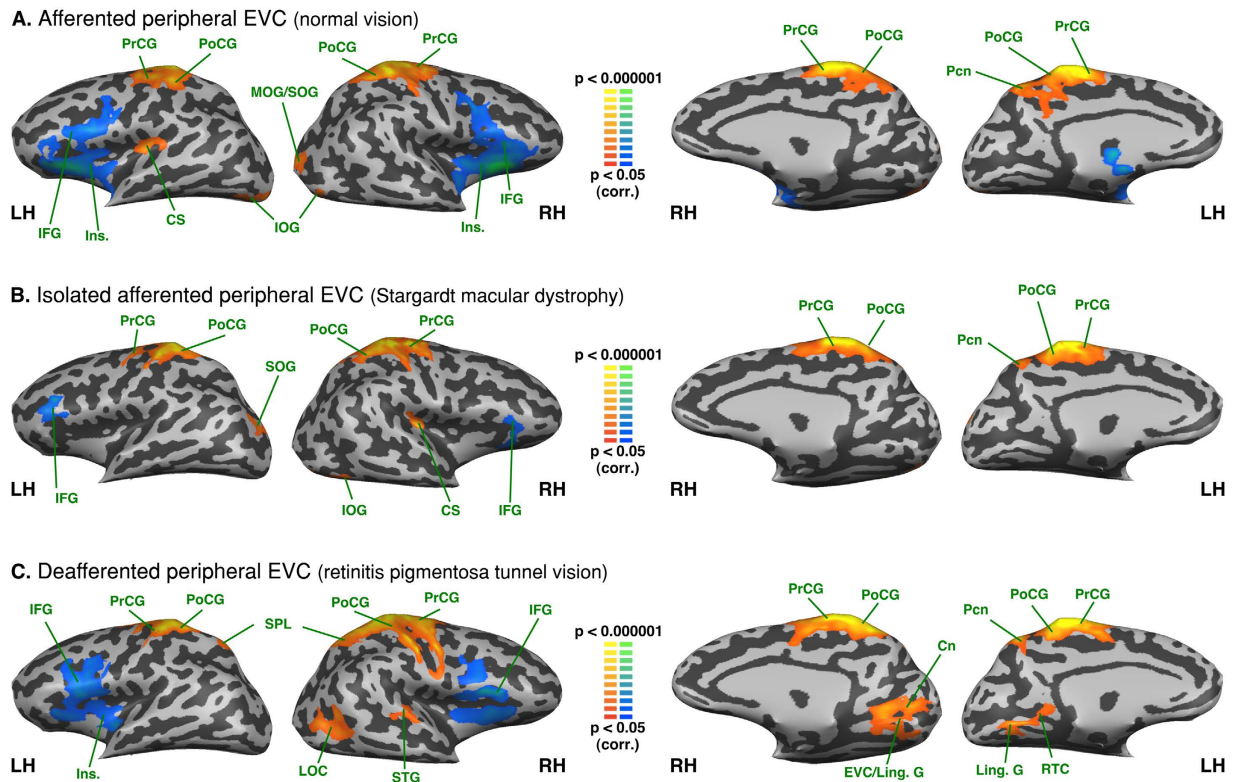 A. Afferented peripheral EVC (normal vision)
PrCG PoCG PoCG PrCG PrCG PoCG PoCG PrCG
Pcn
MOG/SOG
p < 0.000001
p < 0.05
(corr.)
LH IFG Ins. CS IOG Ins. IFG RH RH LH
B. Isolated afferented peripheral EVC (Stargardt macular dystrophy)
PrCG PoCG PoCG PrCG PrCG PoCG PoCG PrCG
Pcn
SOG
p < 0.000001
p < 0.05
(corr.)
LH IFG IOG CS IFG RH RH LH
C. Deafferented peripheral EVC (retinitis pigmentosa tunnel vision)
IFG PrCG PoCG SPL PoCG PrCG IFG PrCG PoCG Pcn PoCG PrCG
Cn
p < 0.000001
p < 0.05
(corr.)
LH Ins. LOC STG RH RH EVC/Ling. G Ling. G RTC LH